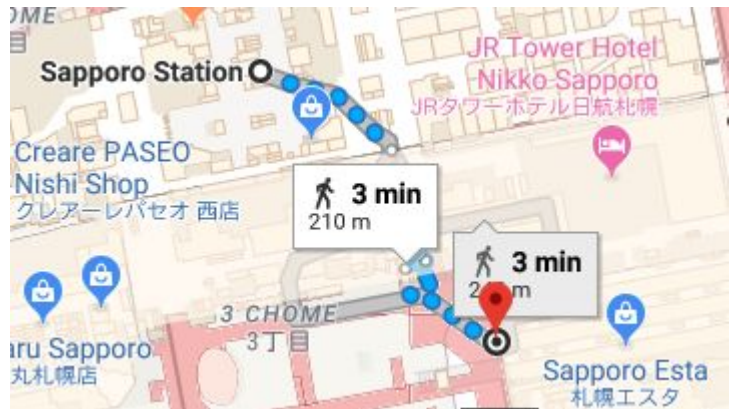 HOME
目
Sapporo Station
JR Tower Hotel
Nikko Sapporo
JRタワーホテル日航札幌
Creare PASEO
Nishi Shop
クレアーレパセオ 西店
3 min
210 m
3 min
m
3 CHOME
3丁目
aru Sapporo
丸札幌店
Sapporo Esta
札幌エスタ